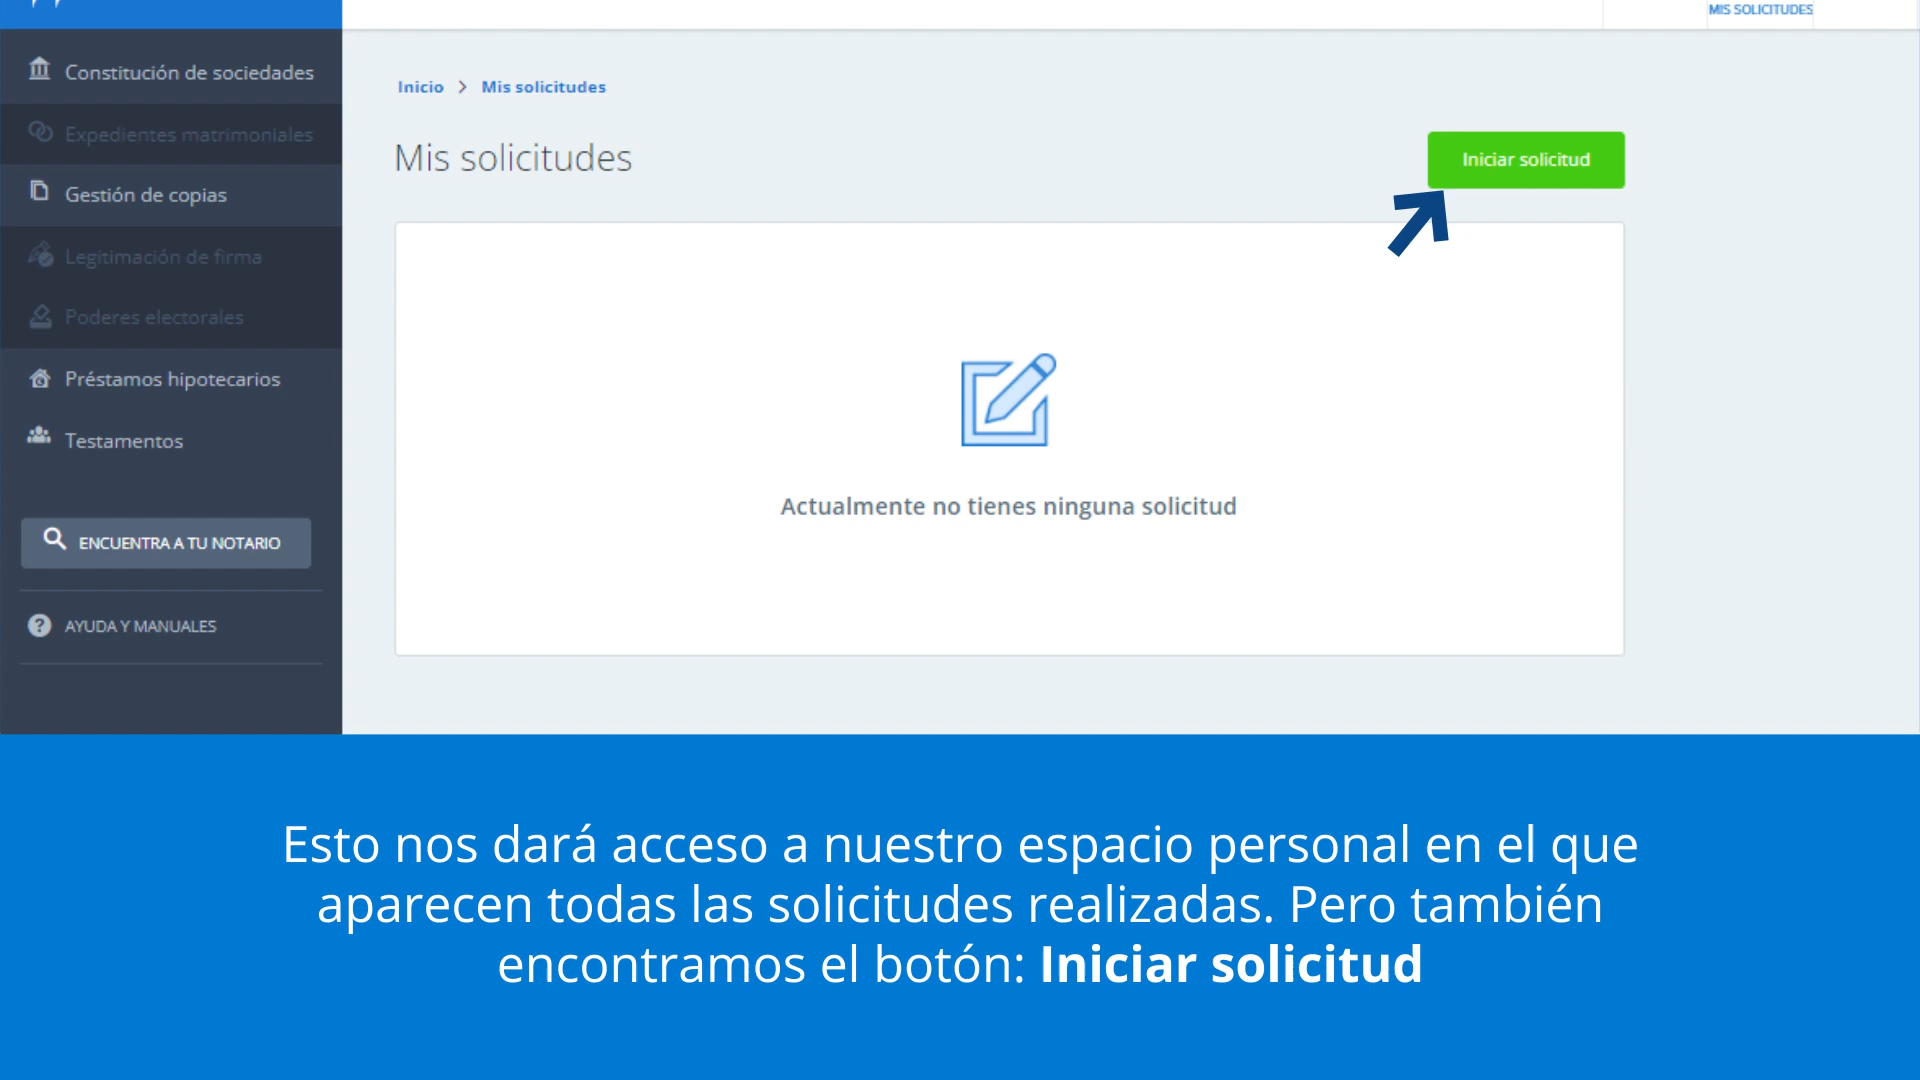 MIS SOLICITUDES
Constitución de sociedades
Expedientes matrimoniales
Gestión de copias
Legitimación de firma
Poderes electorales
Préstamos hipotecarios
Testamentos
ENCUENTRA A TU NOTARIO
AYUDA Y MANUALES
Inicio > Mis solicitudes
Mis solicitudes
Iniciar solicitud
Actualmente no tienes ninguna solicitud
Esto nos dará acceso a nuestro espacio personal en el que
aparecen todas las solicitudes realizadas. Pero también
encontramos el botón: Iniciar solicitud